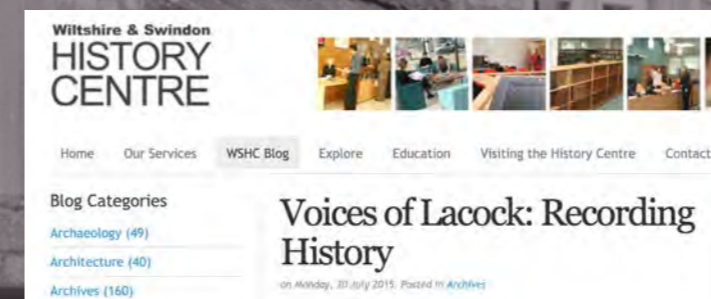 Wiltshire & Swindon
HISTORY
CENTRE
Home Our Services WSHC Blog Explore Education Visiting the History Centre Contact
Blog Categories
Archaeology (49)
Architecture (40)
Archives (160)
Voices of Lacock: Recording
History
on Monday, 20 July 2015. Posted in Archives